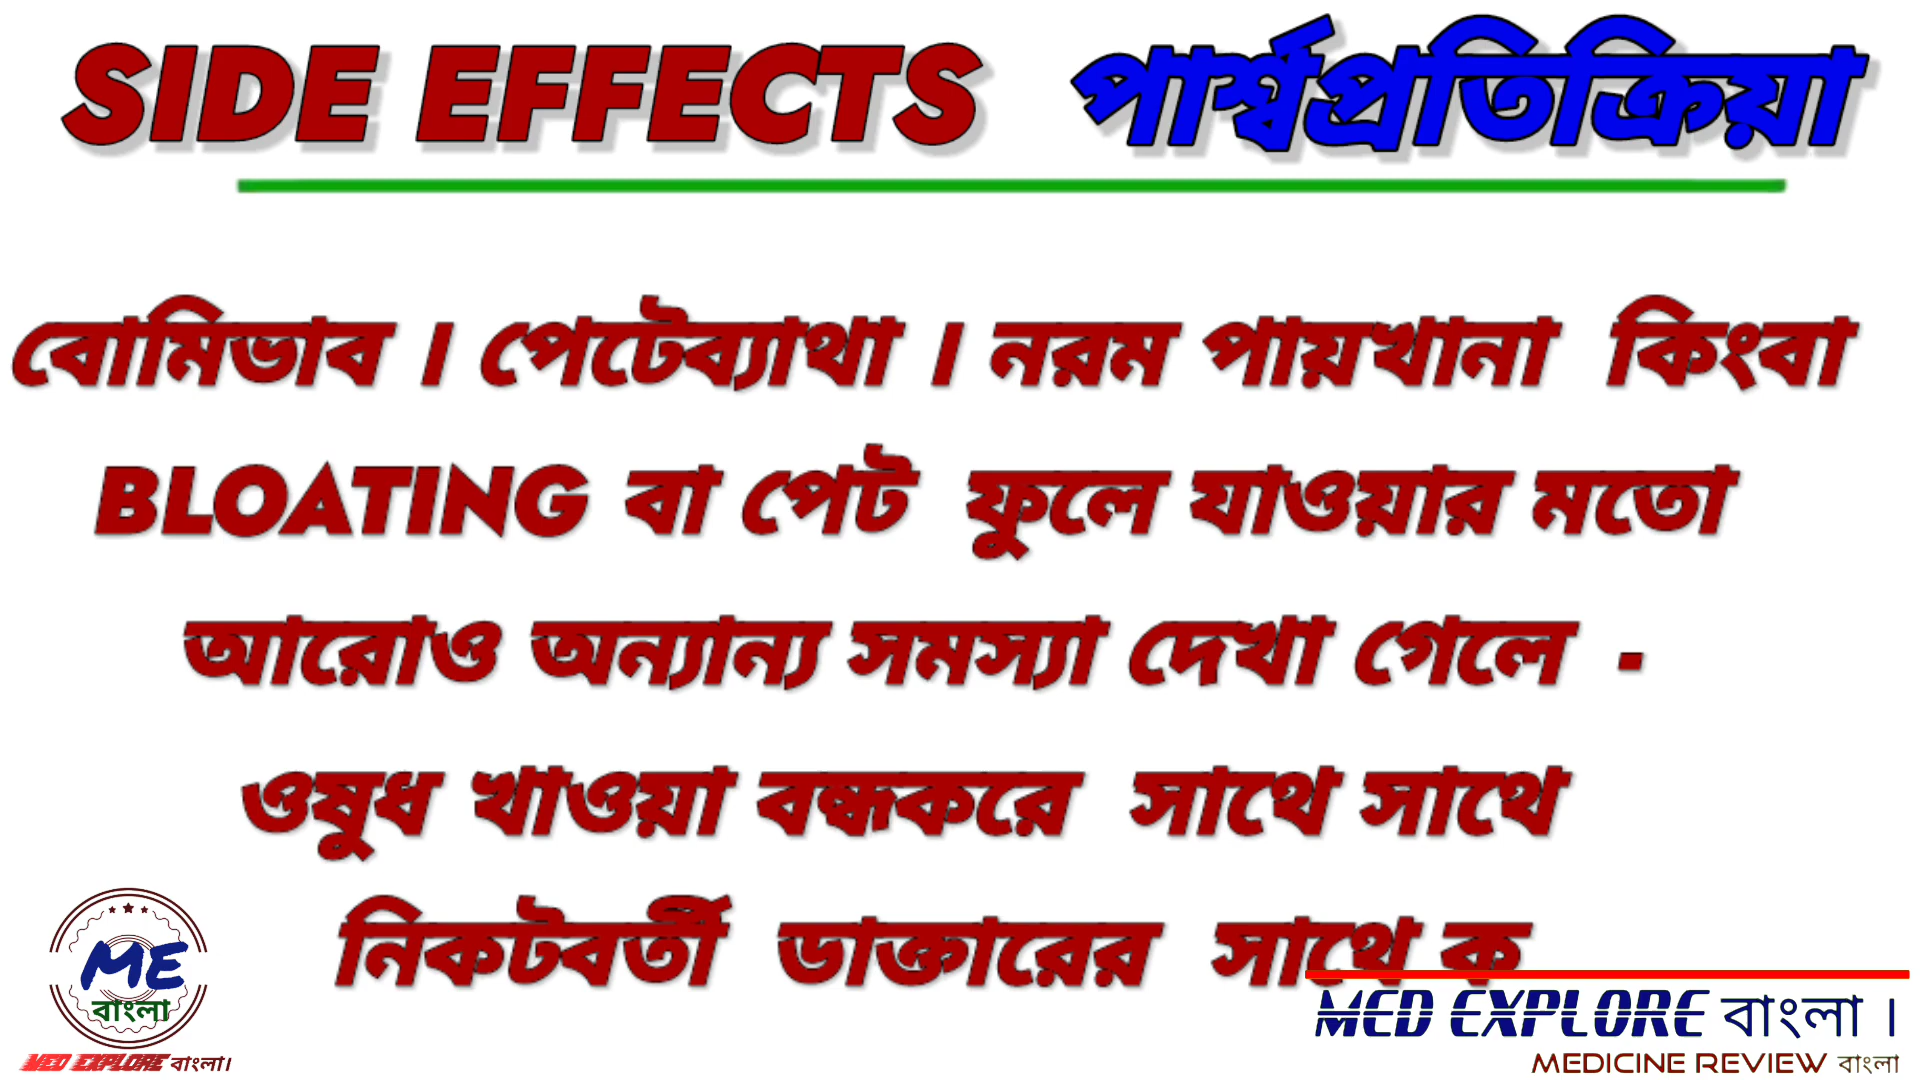 SIDE EFFECTS পার্শ্বপ্রতিক্রিয়া
বোমিভাব । পেটেব্যাথা । নরম পায়খানা কিংবা
BLOATING বা পেট ফুলে যাওয়ার মতো
আরোও অন্যান্য সমস্যা দেখা গেলে -
ওষুধ খাওয়া বন্ধকরে সাথে সাথে
নিকটবর্তী ডাক্তারের সাথে ক
ME
বাংলা
MED EXPLORE বাংলা।
MED EXPLORE বাংলা ।
MEDICINE REVIEW বাংলা